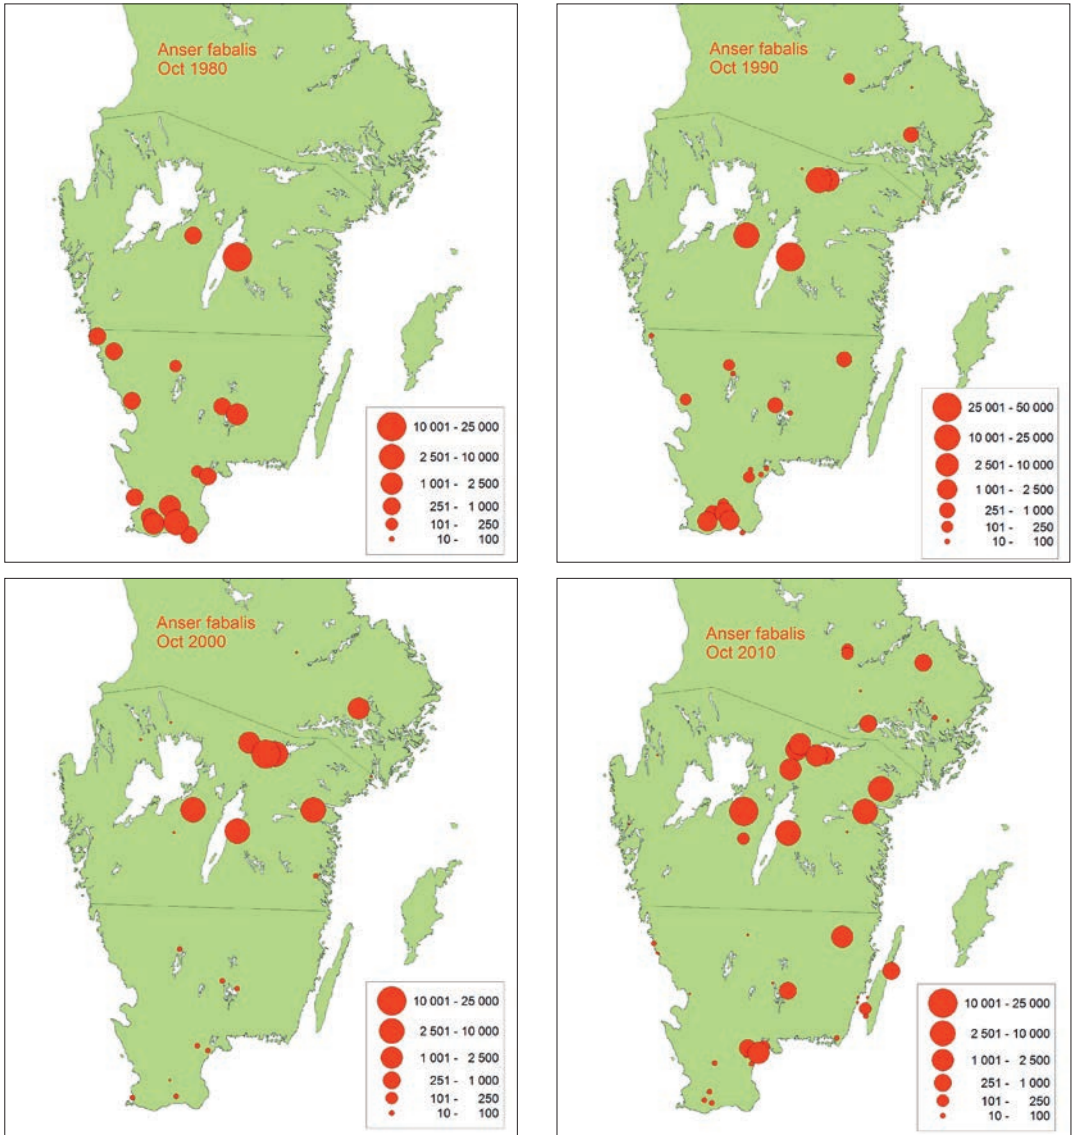 Anser fabalis
Oct 1980
10 001 - 25 000
2 501 - 10 000
1 001 - 2 500
251 - 1 000
101 - 250
10 - 100
Anser fabalis
Oct 1990
25 001 - 50 000
10 001 - 25 000
2 501 - 10 000
1 001 - 2 500
251 - 1 000
101 - 250
10 - 100
Anser fabalis
Oct 2000
10 001 - 25 000
2 501 - 10 000
1 001 - 2 500
251 - 1 000
101 - 250
10 - 100
Anser fabalis
Oct 2010
10 001 - 25 000
2 501 - 10 000
1 001 - 2 500
251 - 1 000
101 - 250
10 - 100